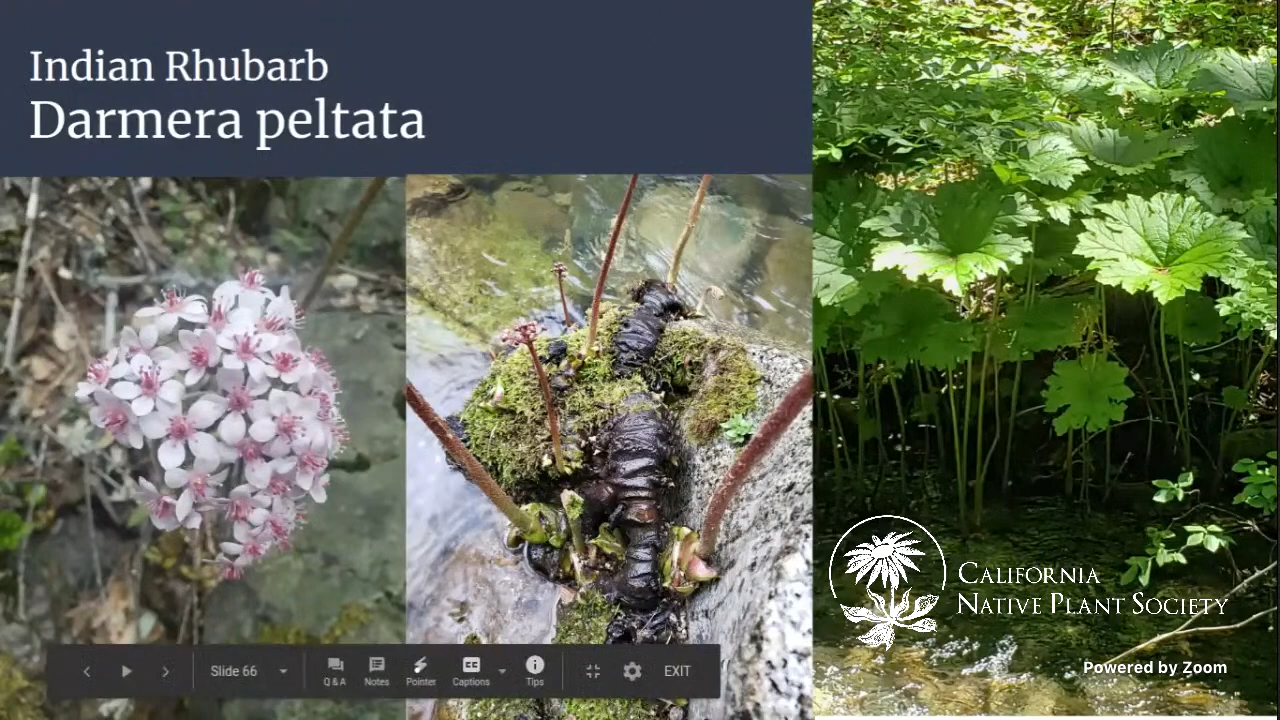 Indian Rhubarb
Darmera peltata
CALIFORNIA
NATIVE PLANT SOCIETY
Powered by Zoom
Slide 66
Q & A
Notes
Pointer
Captions
Tips
EXIT